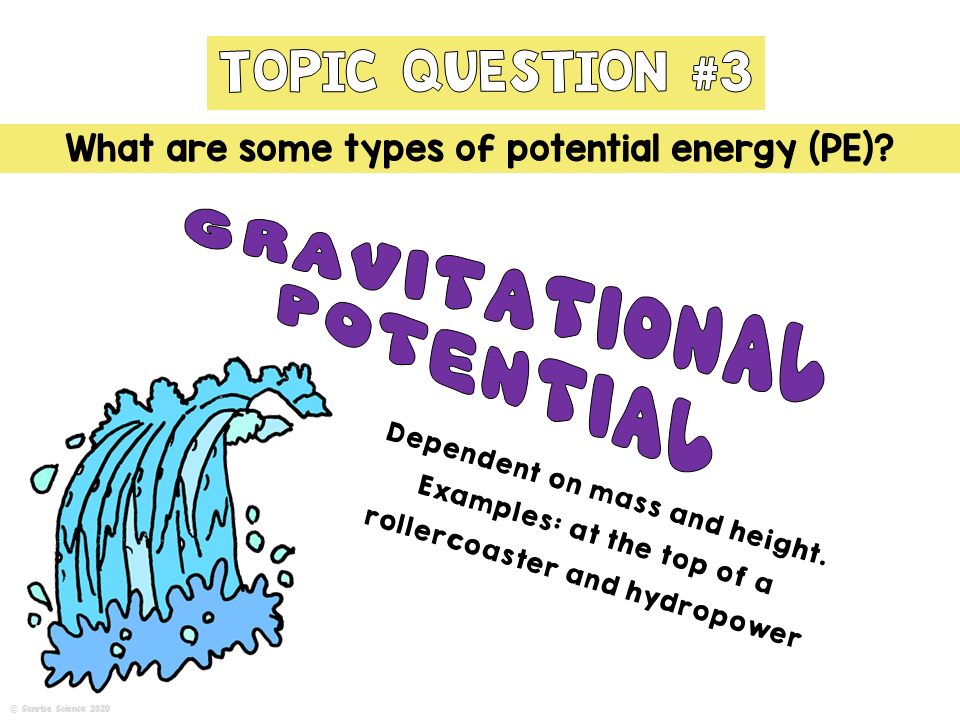 TOPIC QUESTION #3
What are some types of potential energy (PE)?
GRAVITATIONAL
POTENTIAL
Dependent on mass and height.
Examples: at the top of a
rollercoaster and hydropower
© Sunrise Science 2020